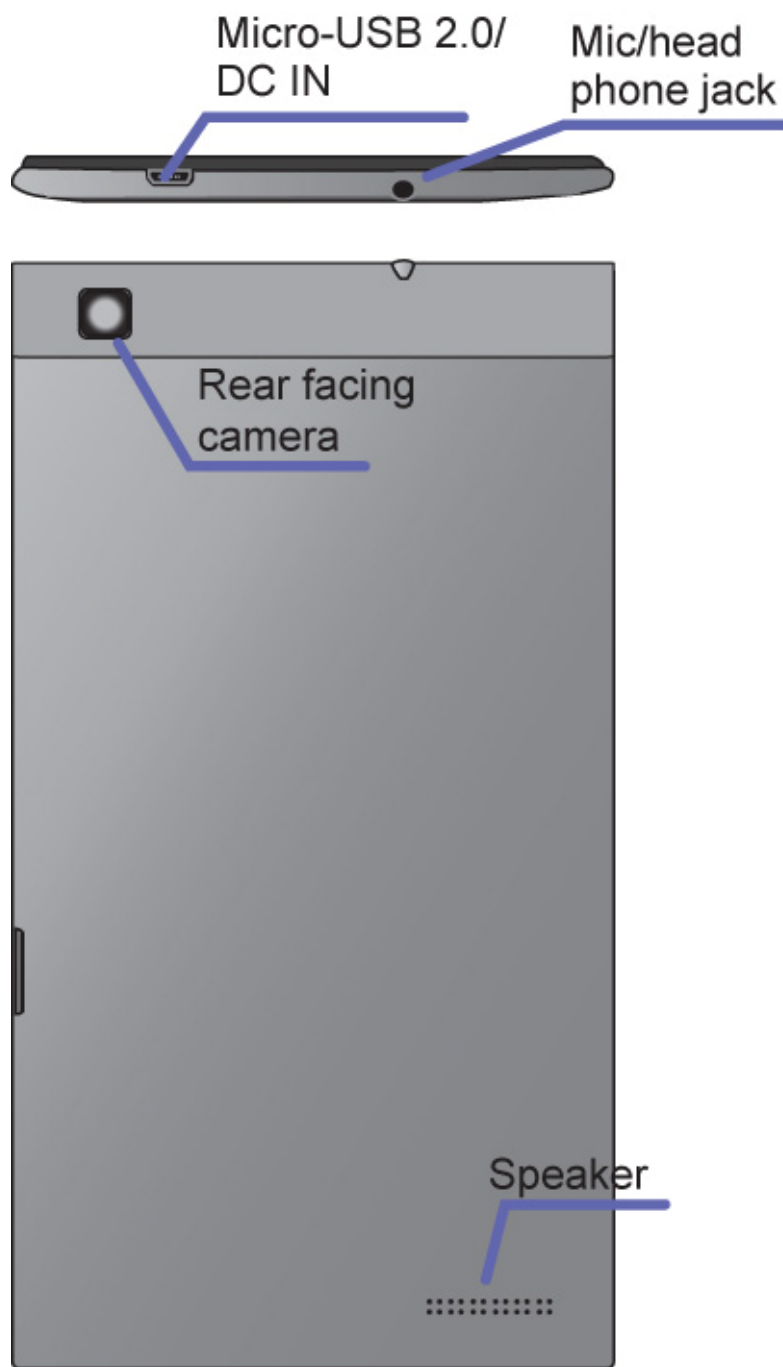 Micro-USB 2.0/
DC IN
Mic/head
phone jack
Rear facing
camera
Speaker